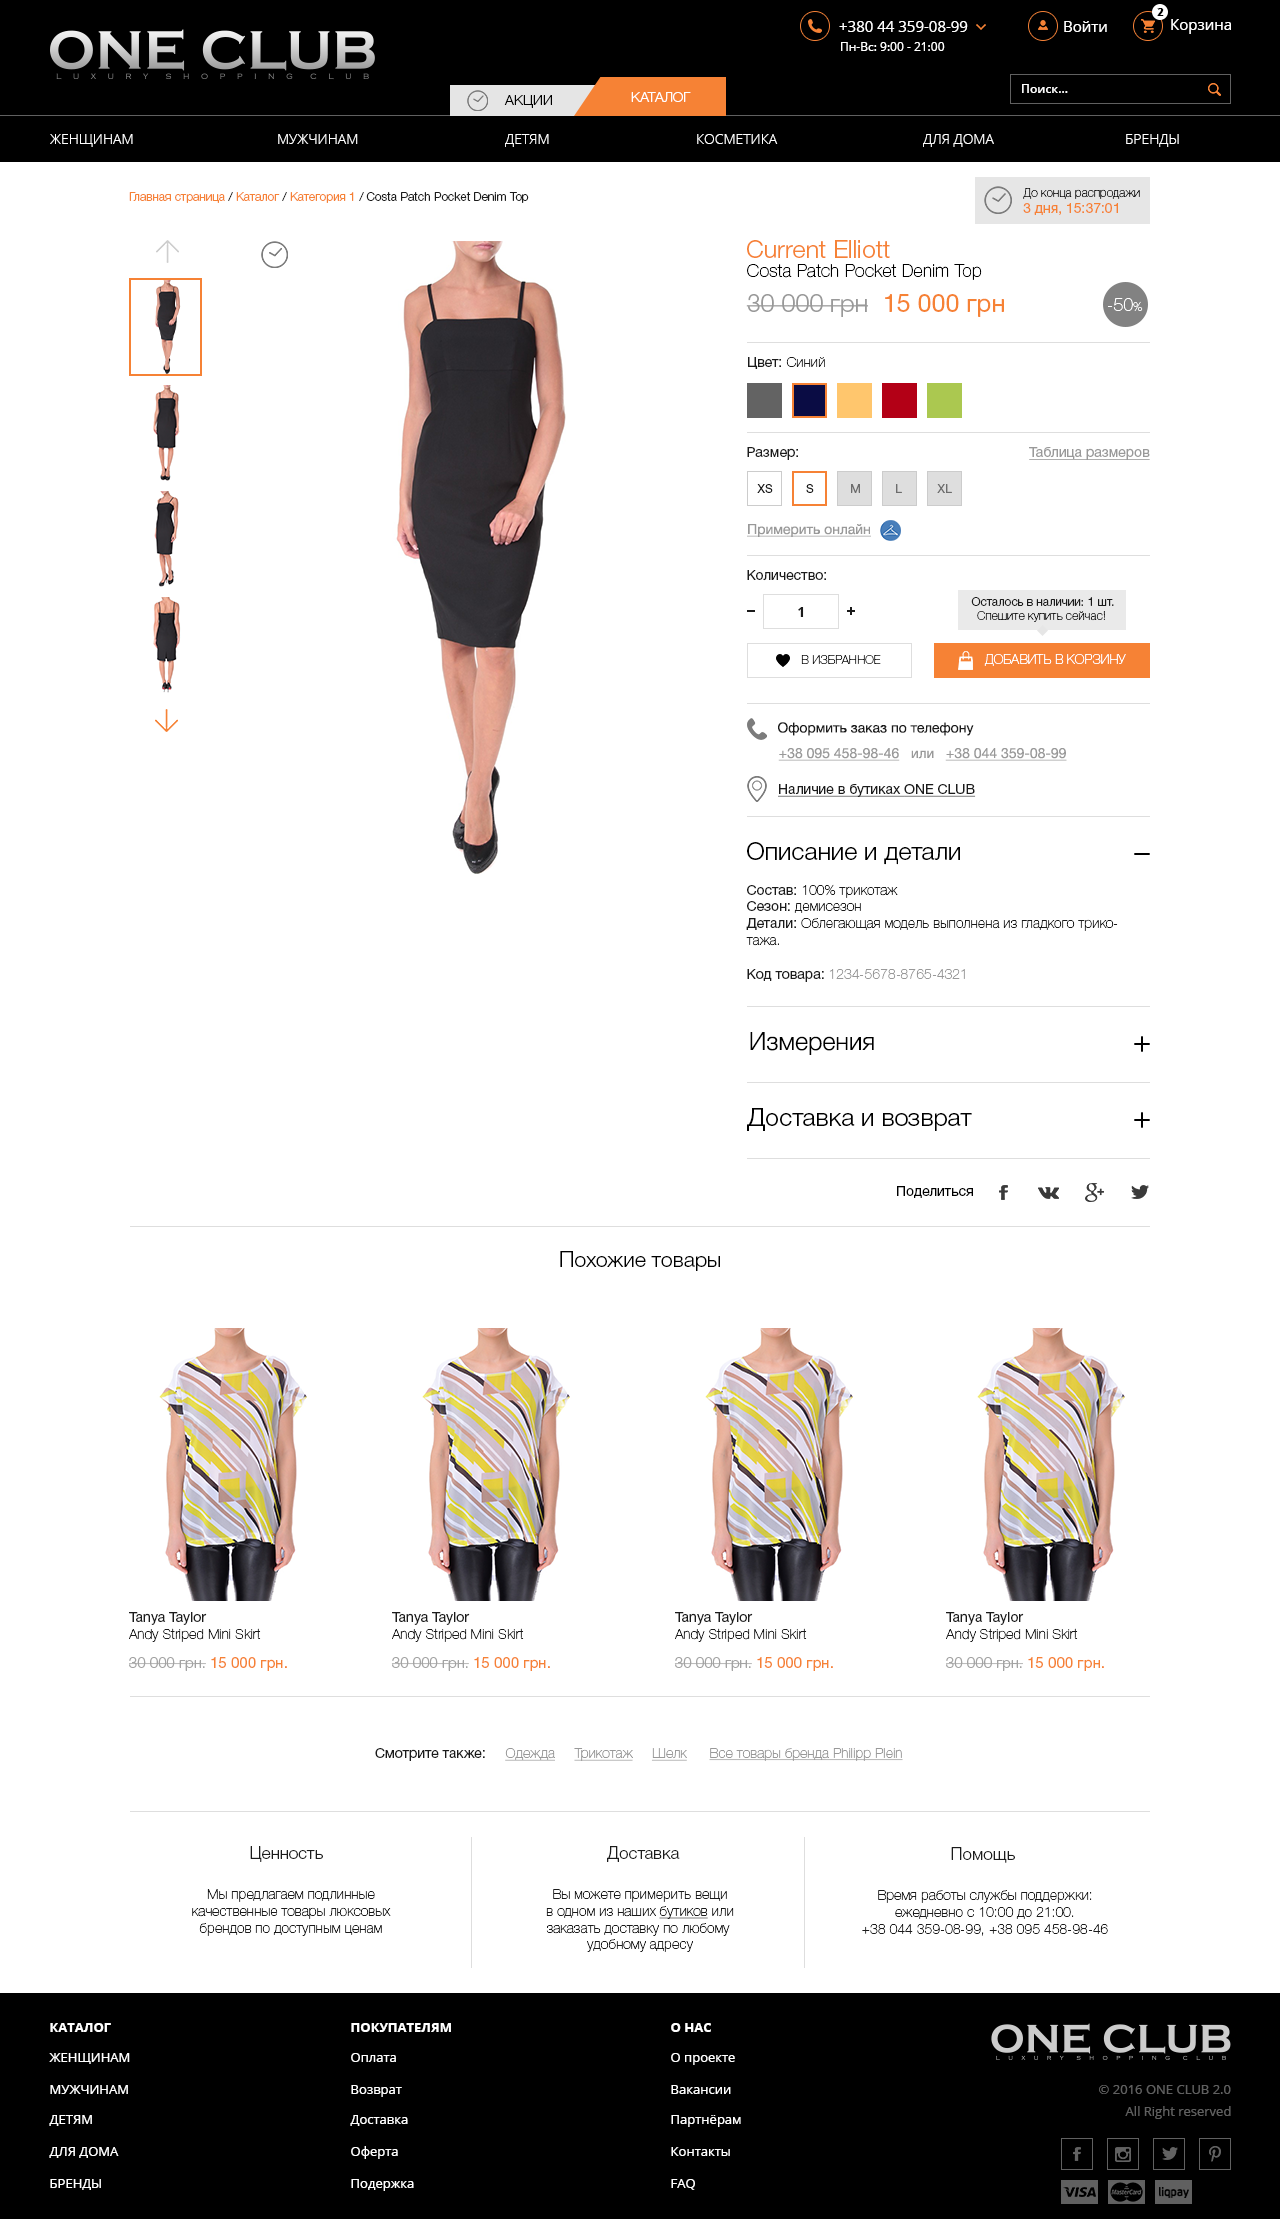 ONE CLUB
LUXURY SHOPPING CLUB
+380 44 359-08-99
Пн-Вс: 9:00 - 21:00
Войти
2
Корзина
АКЦИИ
КАТАЛОГ
Поиск...
ЖЕНЩИНАМ
МУЖЧИНАМ
ДЕТЯМ
КОСМЕТИКА
ДЛЯ ДОМА
БРЕНДЫ
Главная страница / Каталог / Категория 1 / Costa Patch Pocket Denim Top
До конца распродажи
3 дня, 15:37:01
Current Elliott
Costa Patch Pocket Denim Top
30 000 грн 15 000 грн
-50%
Цвет: Синий
Размер:
Таблица размеров
XS S M L XL
Примерить онлайн
Количество:
- 1 +
Осталось в наличии: 1 шт.
Спешите купить сейчас!
В ИЗБРАННОЕ
ДОБАВИТЬ В КОРЗИНУ
Оформить заказ по телефону
+38 095 458-98-46 или +38 044 359-08-99
Наличие в бутиках ONE CLUB
Описание и детали
Состав: 100% трикотаж
Сезон: демисезон
Детали: Облегающая модель выполнена из гладкого трико-
тажа.
Код товара: 1234-5678-8765-4321
Измерения
Доставка и возврат
Поделиться
Похожие товары
Tanya Taylor
Andy Striped Mini Skirt
30 000 грн. 15 000 грн.
Tanya Taylor
Andy Striped Mini Skirt
30 000 грн. 15 000 грн.
Tanya Taylor
Andy Striped Mini Skirt
30 000 грн. 15 000 грн.
Tanya Taylor
Andy Striped Mini Skirt
30 000 грн. 15 000 грн.
Смотрите также: Одежда Трикотаж Шелк Все товары бренда Philipp Plein
Ценность
Мы предлагаем подлинные
качественные товары люксовых
брендов по доступным ценам
Доставка
Вы можете примерить вещи
в одном из наших бутиков или
заказать доставку по любому
удобному адресу
Помощь
Время работы службы поддержки:
ежедневно с 10:00 до 21:00.
+38 044 359-08-99, +38 095 458-98-46
КАТАЛОГ
ЖЕНЩИНАМ
МУЖЧИНАМ
ДЕТЯМ
ДЛЯ ДОМА
БРЕНДЫ
ПОКУПАТЕЛЯМ
Оплата
Возврат
Доставка
Оферта
Подержка
О НАС
О проекте
Вакансии
Партнёрам
Контакты
FAQ
ONE CLUB
LUXURY SHOPPING CLUB
© 2016 ONE CLUB 2.0
All Right reserved
VISA MasterCard liqpay